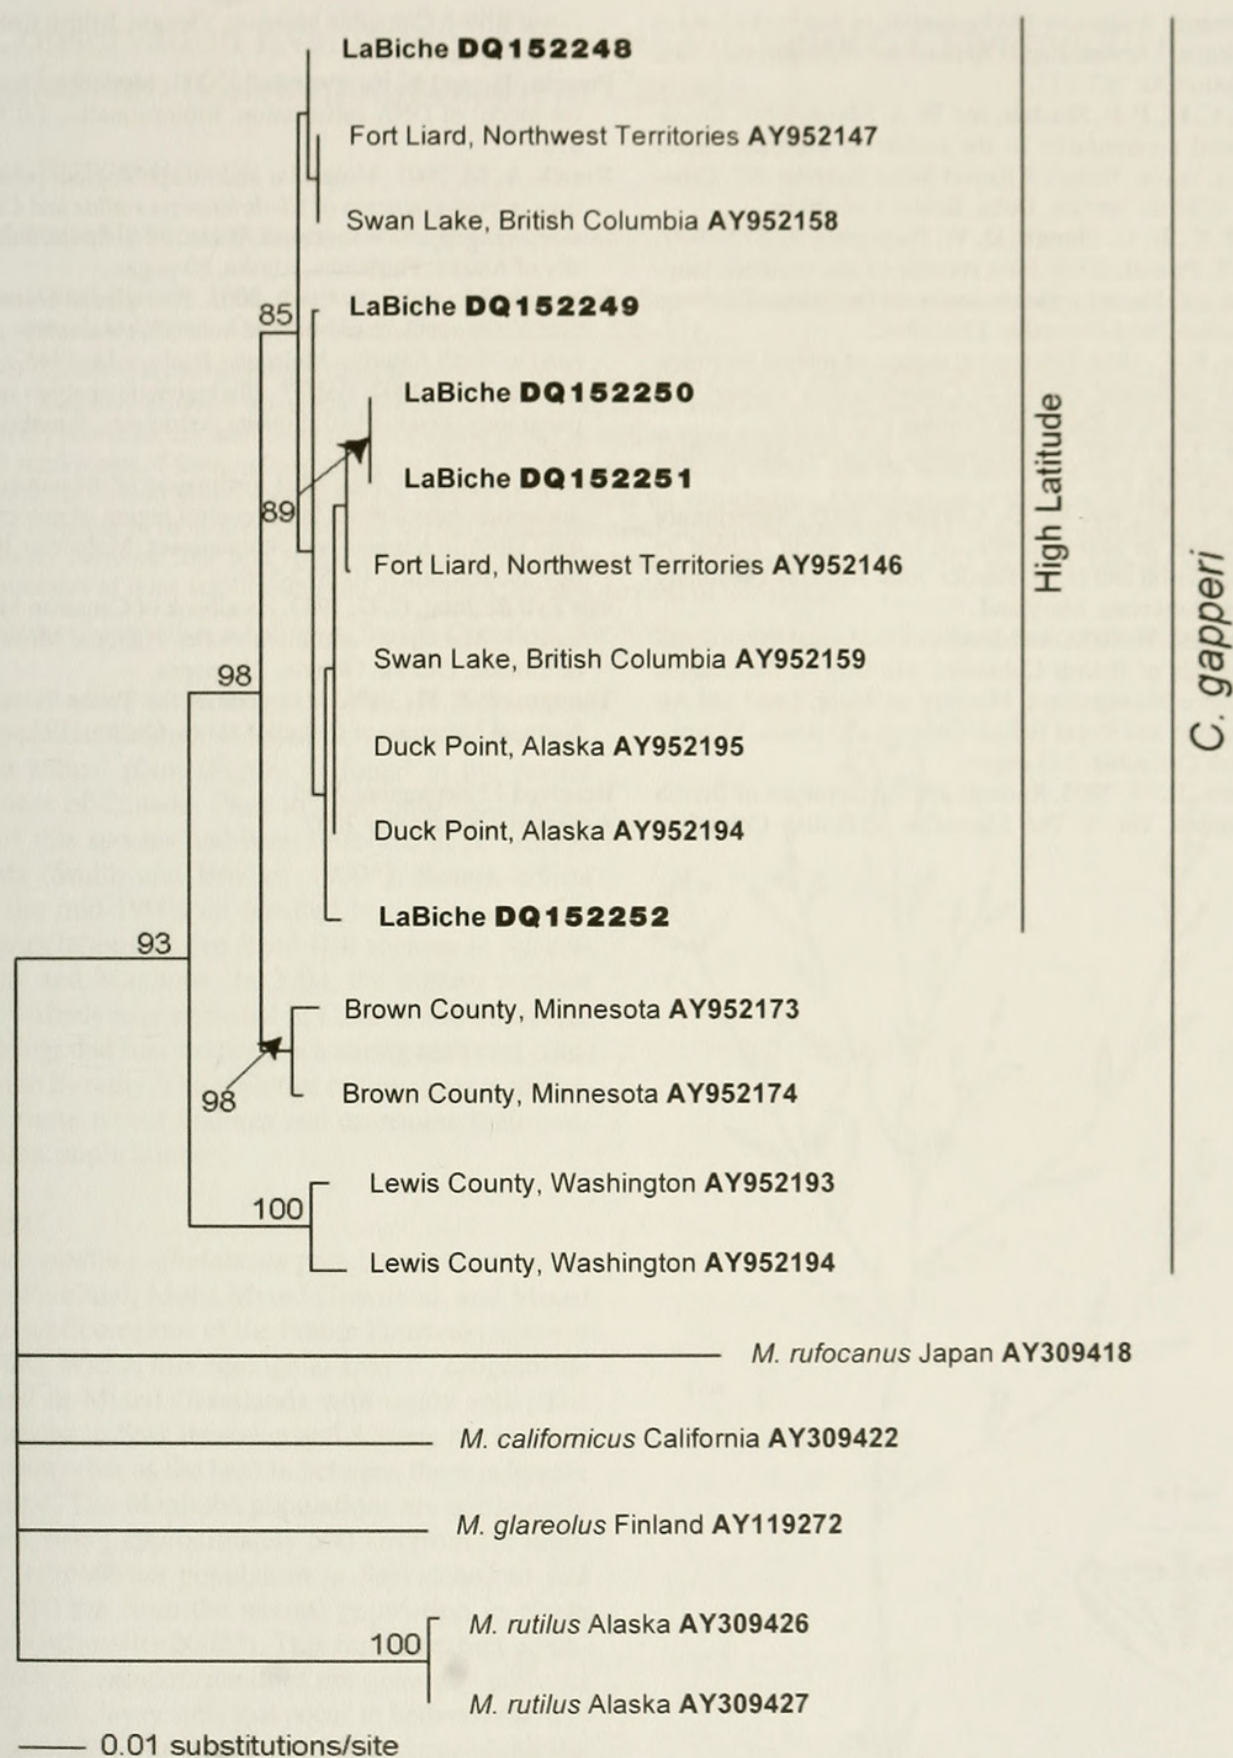 LaBiche DQ152248
Fort Liard, Northwest Territories AY952147
Swan Lake, British Columbia AY952158
85
LaBiche DQ152249
LaBiche DQ152250
LaBiche DQ152251
89
Fort Liard, Northwest Territories AY952146
Swan Lake, British Columbia AY952159
98
Duck Point, Alaska AY952195
Duck Point, Alaska AY952194
LaBiche DQ152252
High Latitude
C. gapperi
93
Brown County, Minnesota AY952173
98
Brown County, Minnesota AY952174
Lewis County, Washington AY952193
100
Lewis County, Washington AY952194
M. rufocanus Japan AY309418
M. californicus California AY309422
M. glareolus Finland AY119272
M. rutilus Alaska AY309426
100
M. rutilus Alaska AY309427
0.01 substitutions/site